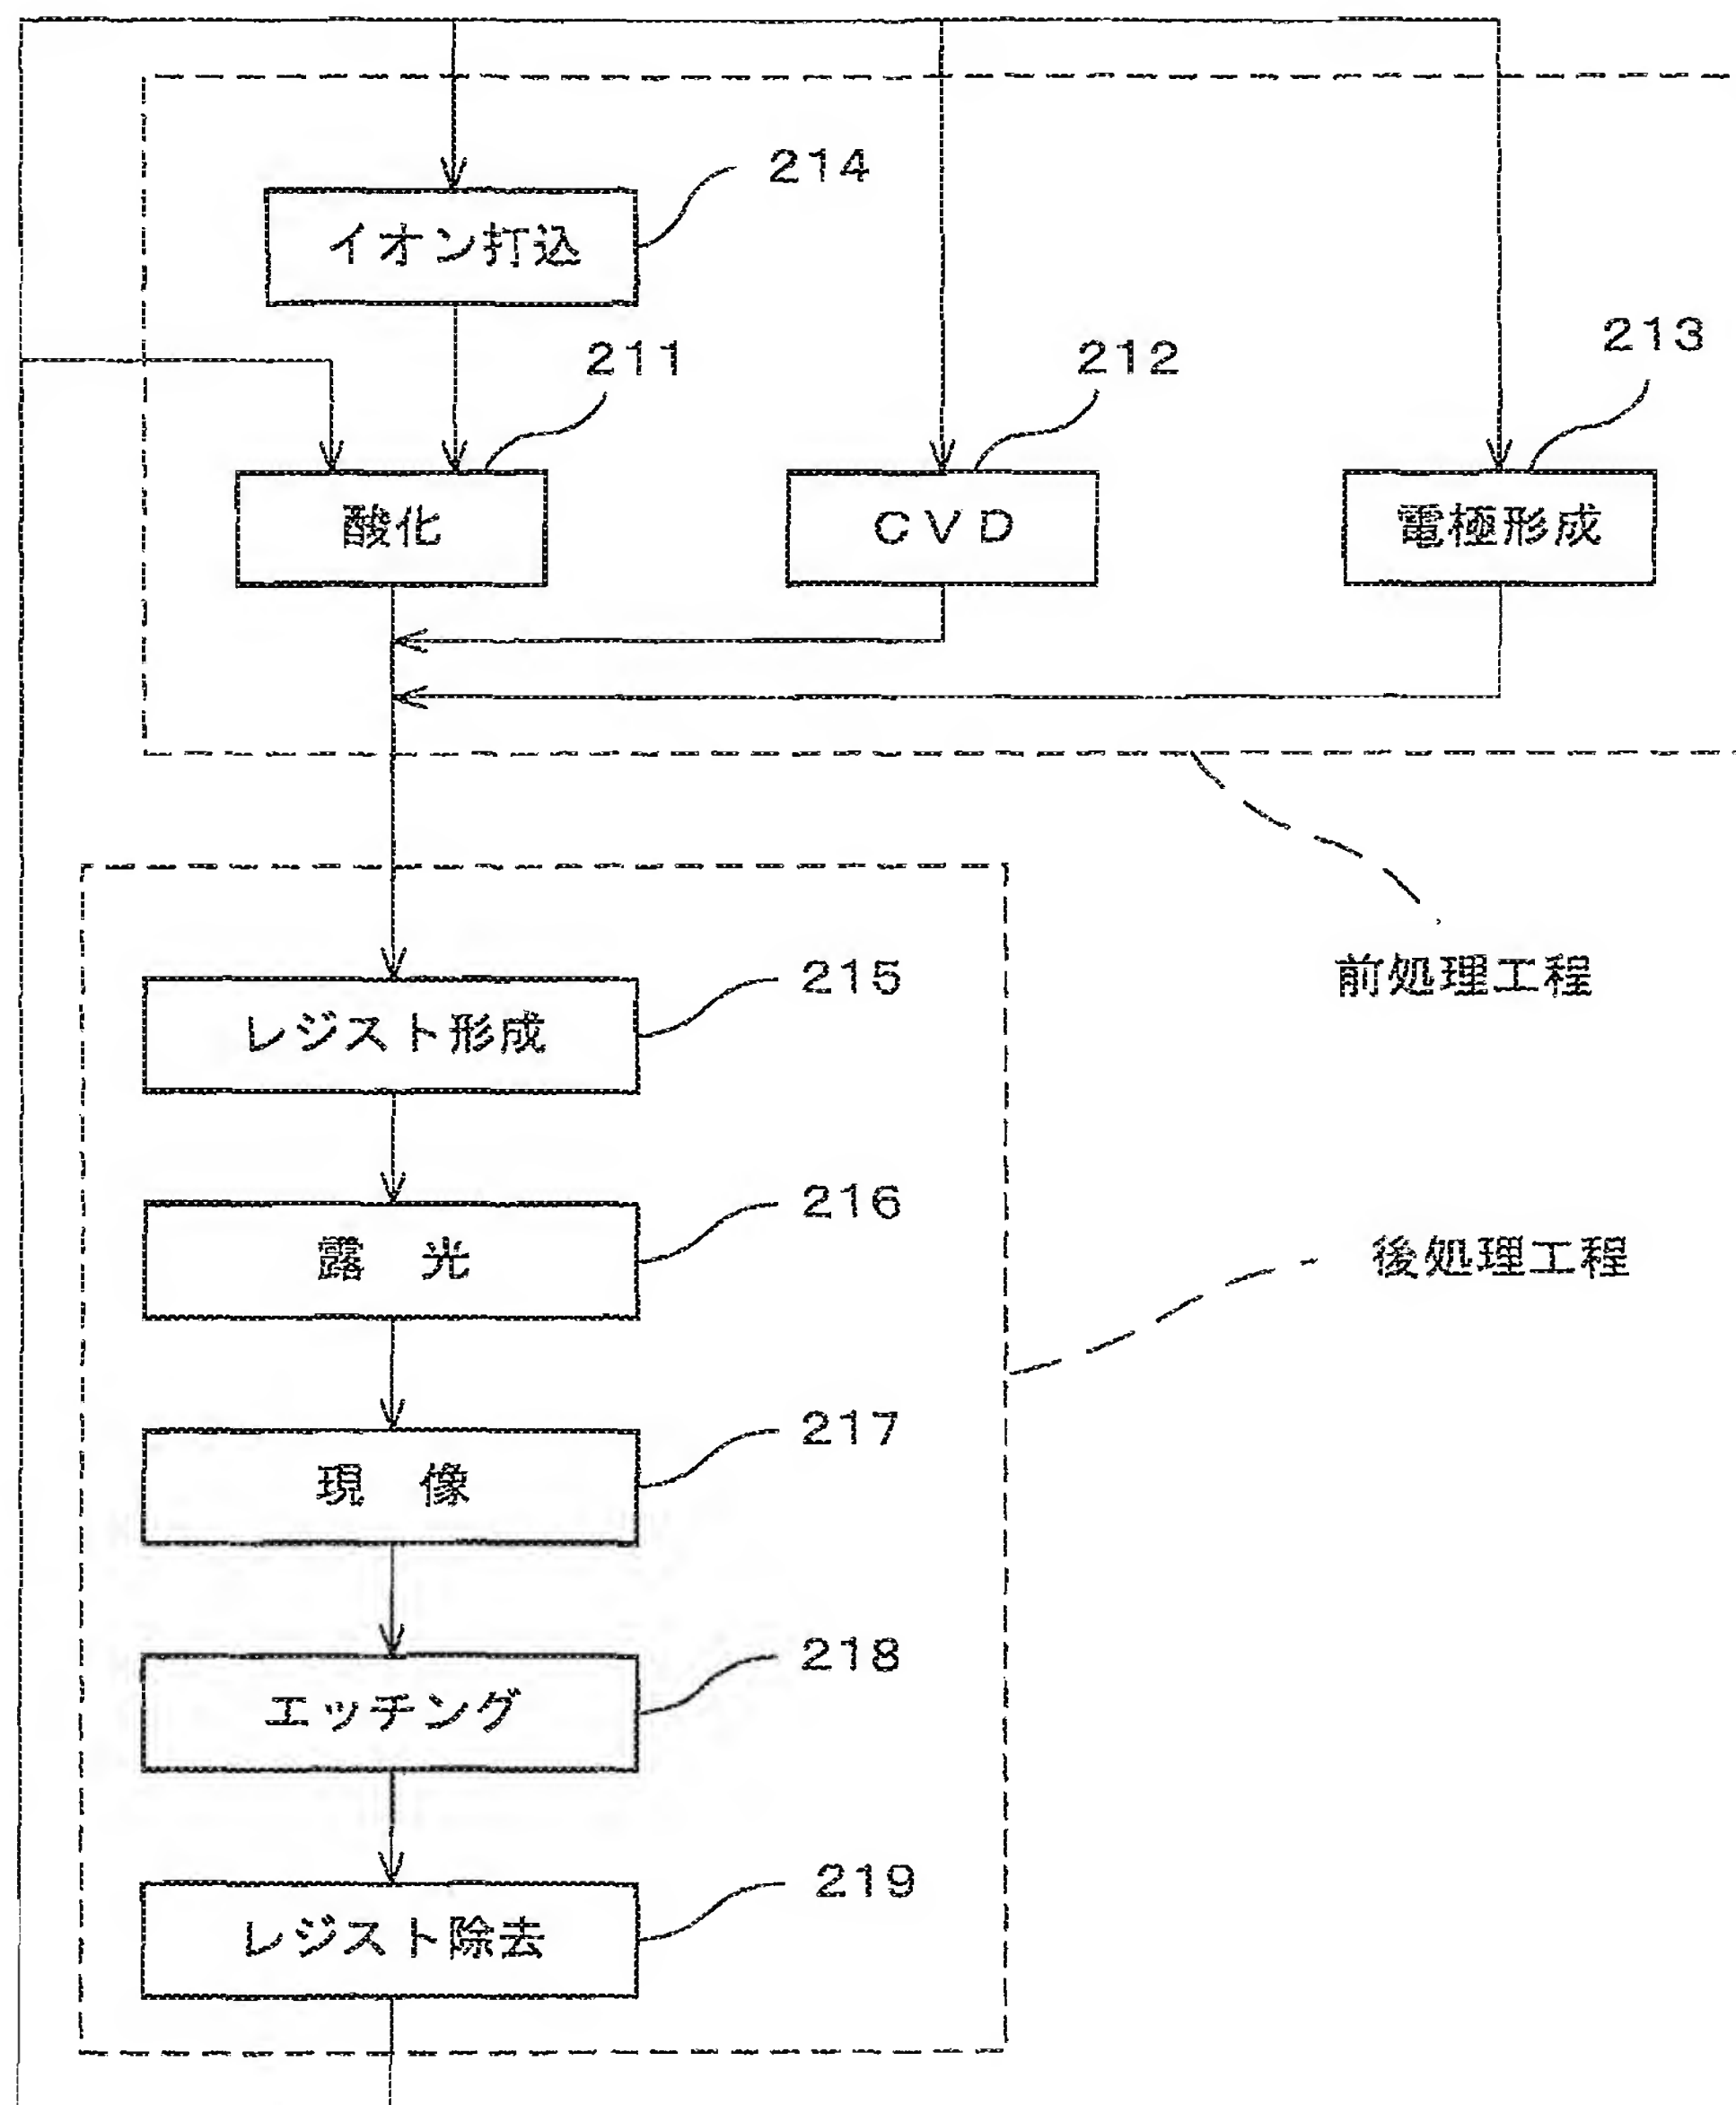 214
イオン打込
211
212
213
酸化
CVD
電極形成
前処理工程
215
レジスト形成
216
露 光
後処理工程
217
現 像
218
エッチング
219
レジスト除去